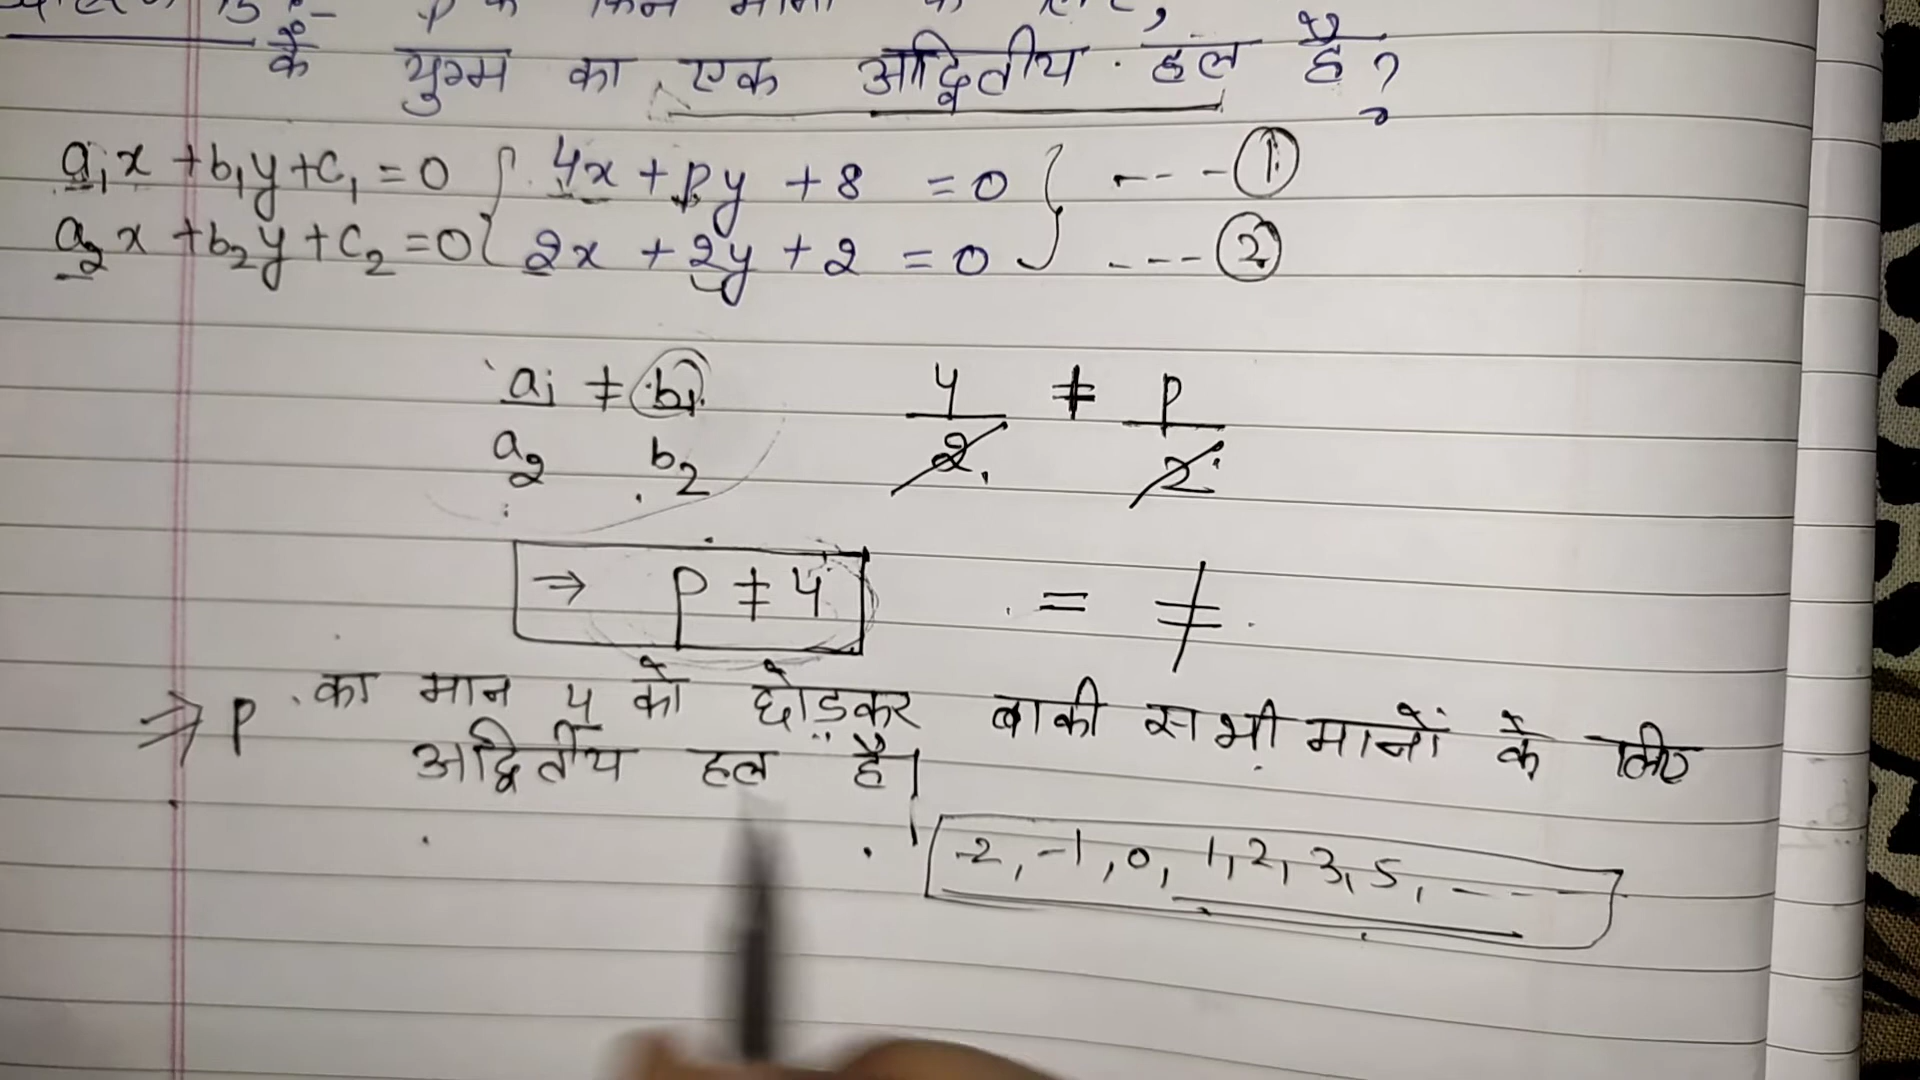 के युग्म का एक अद्वितीय हल है?
a₁x + b₁y + c₁ = 0 { 4x + py + 8 = 0 } ---- ①
a₂x + b₂y + c₂ = 0 { 2x + 2y + 2 = 0 } ---- ②
a₁/a₂ ≠ b₁/b₂    4/2 ≠ p/2
⇒ p ≠ 4    = ≠
⇒ p का मान 4 को छोड़कर बाकी सभी मानों के लिए
अद्वितीय हल है।
-2, -1, 0, 1, 2, 3, 5, ---